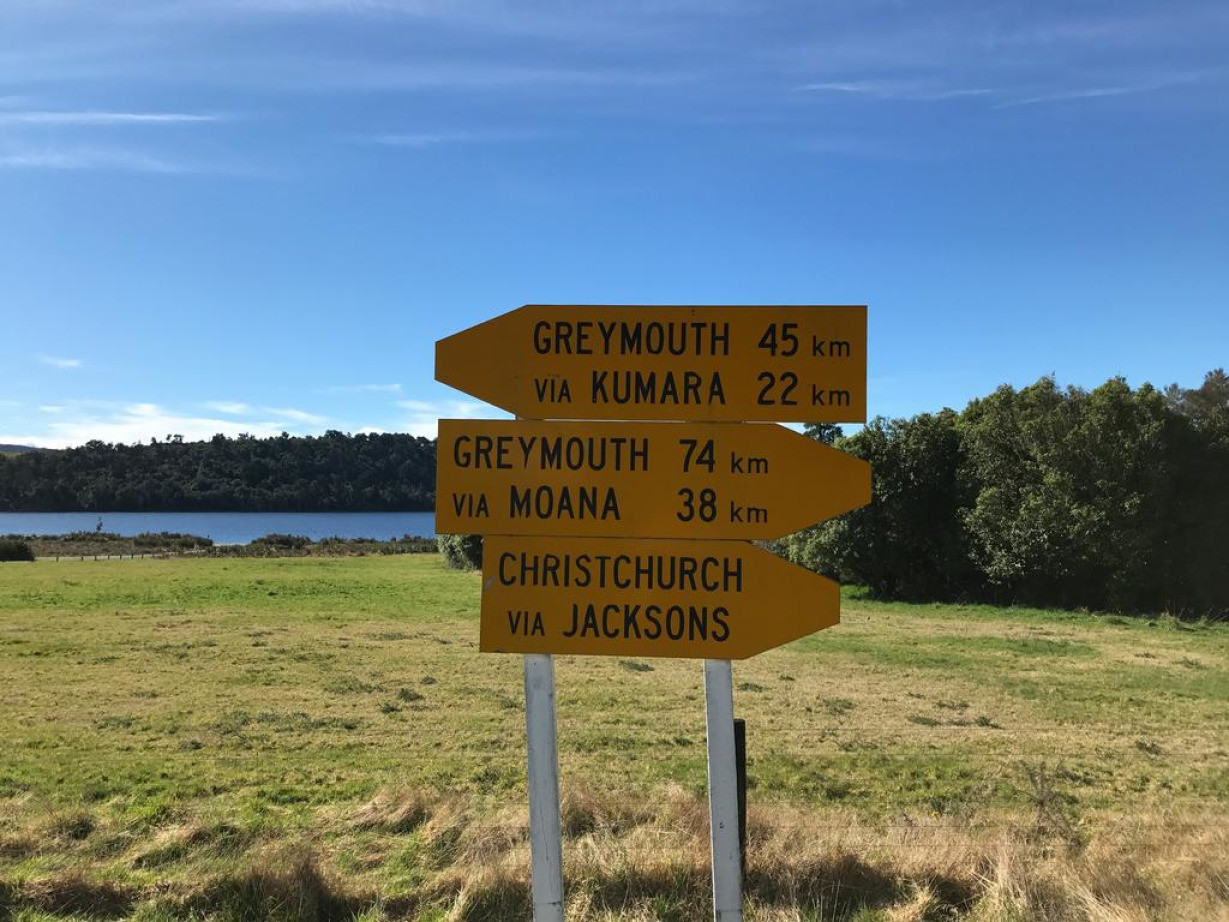 GREYMOUTH 45 km
VIA KUMARA 22 km
GREYMOUTH 74 km
VIA MOANA 38 km
CHRISTCHURCH
VIA JACKSONS